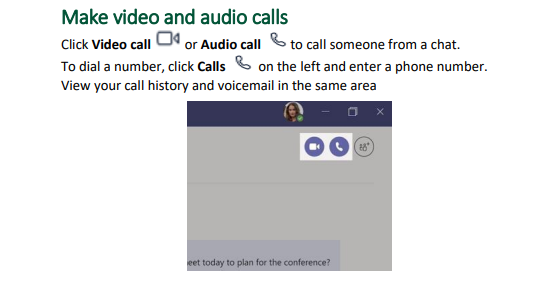 Make video and audio calls
Click Video call or Audio call to call someone from a chat.
To dial a number, click Calls on the left and enter a phone number.
View your call history and voicemail in the same area
eet today to plan for the conference?